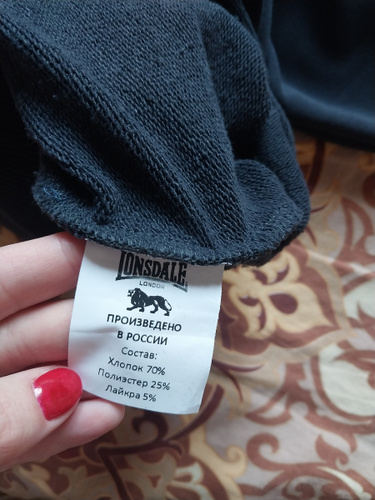 LONSDALE
LONDON
ПРОИЗВЕДЕНО
В РОССИИ
Состав:
Хлопок 70%
Полиэстер 25%
Лайкра 5%